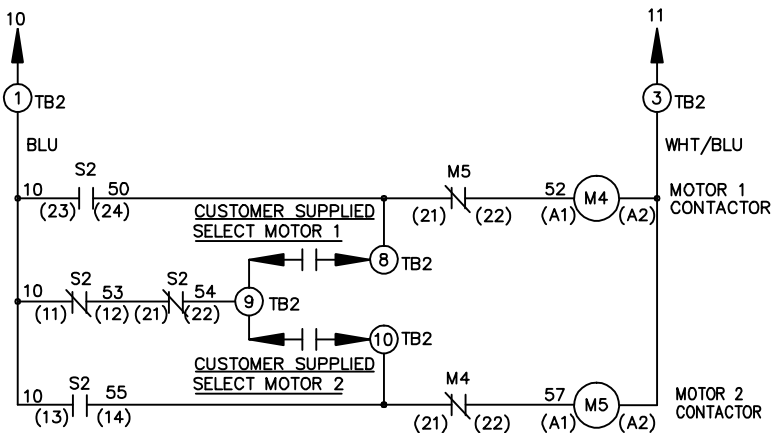 10 11
1 TB2 3 TB2
BLU WHT/BLU
S2 M5
10 50 52 M4 MOTOR 1
(23) (24) (21) (22) (A1) (A2) CONTACTOR
CUSTOMER SUPPLIED
SELECT MOTOR 1
8 TB2
S2 S2
10 53 54 9 TB2
(11) (12) (21) (22)
10 TB2
CUSTOMER SUPPLIED
SELECT MOTOR 2
S2 M4
10 55 57 M5 MOTOR 2
(13) (14) (21) (22) (A1) (A2) CONTACTOR